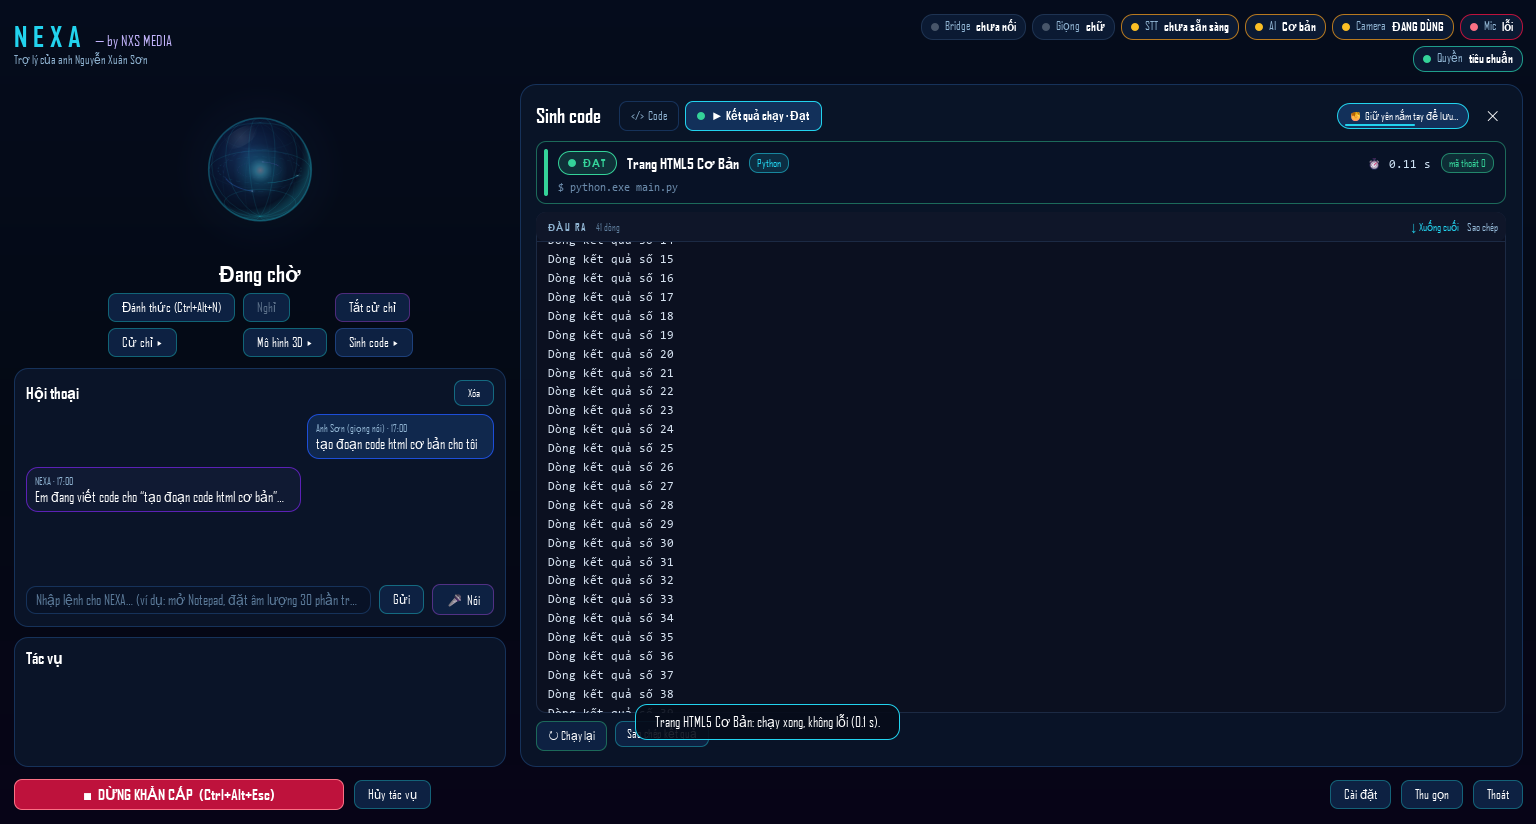 NEXA — by NXS MEDIA
Trợ lý của anh Nguyễn Xuân Sơn
Bridge chưa nối
Giọng chữ
STT chưa sẵn sàng
AI Cơ bản
Camera ĐANG DÙNG
Mic lỗi
Quyền tiêu chuẩn
Đang chờ
Đánh thức (Ctrl+Alt+N)
Nghỉ
Tắt cử chỉ
Cử chỉ ▸
Mô hình 3D ▸
Sinh code ▸
Hội thoại
Xóa
Anh Sơn (giọng nói) · 17:00
tạo đoạn code html cơ bản cho tôi
NEXA · 17:00
Em đang viết code cho “tạo đoạn code html cơ bản”…
Nhập lệnh cho NEXA... (ví dụ: mở Notepad, đặt âm lượng 30 phần tr…
Gửi
Nói
Tác vụ
Sinh code
</> Code
▶ Kết quả chạy · Đạt
Giữ yên nắm tay để lưu…
ĐẠT
Trang HTML5 Cơ Bản
Python
0.11 s
mã thoát 0
$ python.exe main.py
ĐẦU RA 41 dòng
↓ Xuống cuối
Sao chép
Dòng kết quả số 14
Dòng kết quả số 15
Dòng kết quả số 16
Dòng kết quả số 17
Dòng kết quả số 18
Dòng kết quả số 19
Dòng kết quả số 20
Dòng kết quả số 21
Dòng kết quả số 22
Dòng kết quả số 23
Dòng kết quả số 24
Dòng kết quả số 25
Dòng kết quả số 26
Dòng kết quả số 27
Dòng kết quả số 28
Dòng kết quả số 29
Dòng kết quả số 30
Dòng kết quả số 31
Dòng kết quả số 32
Dòng kết quả số 33
Dòng kết quả số 34
Dòng kết quả số 35
Dòng kết quả số 36
Dòng kết quả số 37
Dòng kết quả số 38
Dòng kết quả
Chạy lại
Trang HTML5 Cơ Bản: chạy xong, không lỗi (0.1 s).
■ DỪNG KHẨN CẤP (Ctrl+Alt+Esc)
Hủy tác vụ
Cài đặt
Thu gọn
Thoát